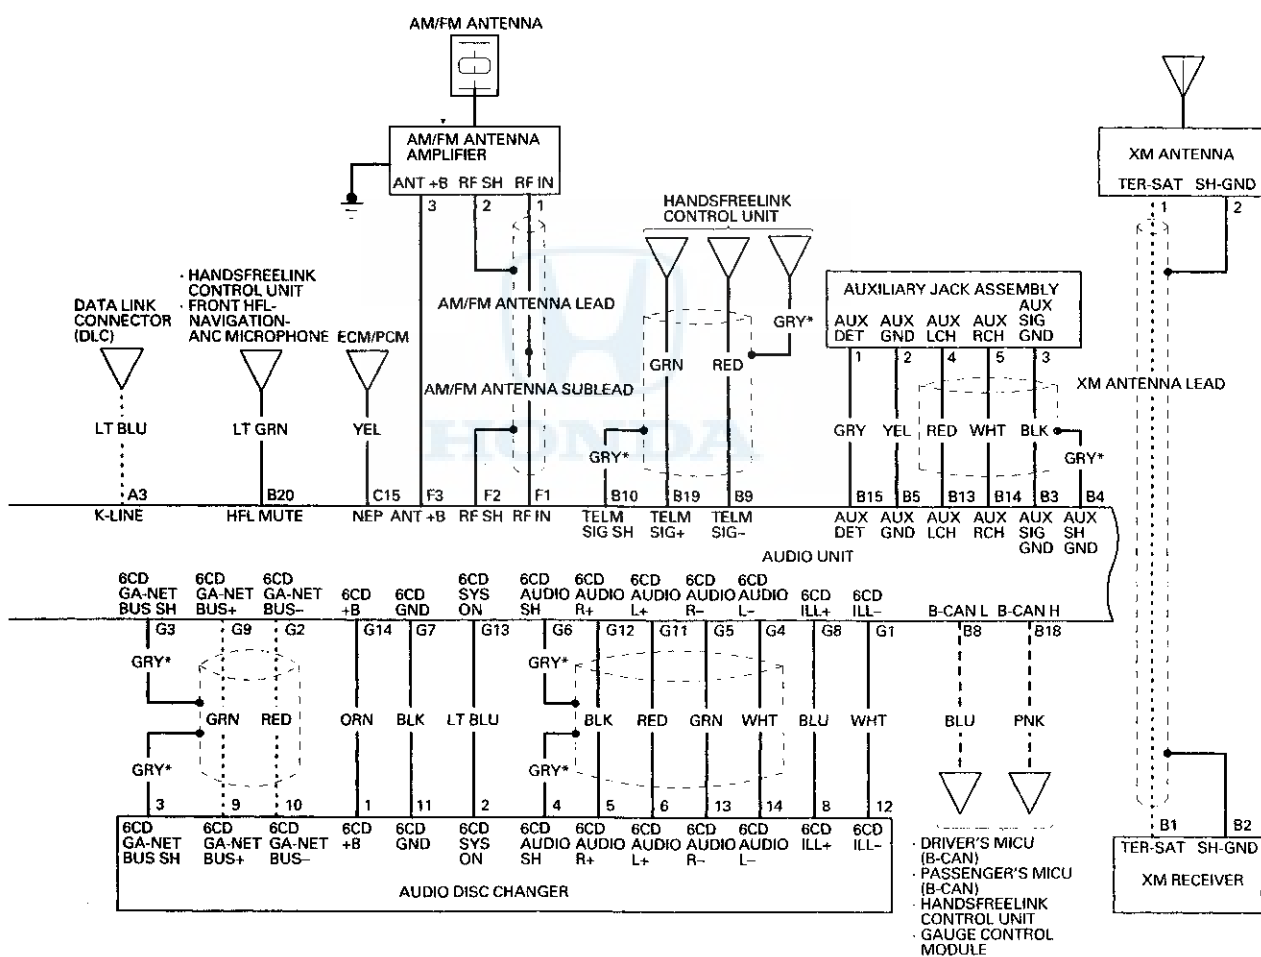 AM/FM ANTENNA
AM/FM ANTENNA
AMPLIFIER
ANT +B RF SH RF IN
3 2 1
XM ANTENNA
TER-SAT SH-GND
1 2
HANDSFREELINK
CONTROL UNIT
· HANDSFREELINK
CONTROL UNIT
· FRONT HFL-
NAVIGATION-
ANC MICROPHONE
DATA LINK
CONNECTOR
(DLC)
ECM/PCM
AM/FM ANTENNA LEAD
AM/FM ANTENNA SUBLEAD
GRY*
GRN RED
AUXILIARY JACK ASSEMBLY
AUX
DET
AUX
GND
AUX
LCH
AUX
RCH
AUX
SIG
GND
1 2 4 5 3
XM ANTENNA LEAD
HONDA
LT BLU LT GRN YEL
GRY*
GRY YEL RED WHT BLK
GRY*
A3 B20 C15 F3 F2 F1 B10 B19 B9 B15 B5 B13 B14 B3 B4
K-LINE HFL MUTE NEP ANT +B RF SH RF IN
TELM
SIG SH
TELM
SIG+
TELM
SIG-
AUX
DET
AUX
GND
AUX
LCH
AUX
RCH
AUX
SIG
GND
AUX
SH
GND
AUDIO UNIT
6CD
GA-NET
BUS SH
6CD
GA-NET
BUS+
6CD
GA-NET
BUS-
6CD
+B
6CD
GND
6CD
SYS
ON
6CD
AUDIO
SH
6CD
AUDIO
R+
6CD
AUDIO
L+
6CD
AUDIO
R-
6CD
AUDIO
L-
6CD
ILL+
6CD
ILL-
B-CAN L B-CAN H
G3 G9 G2 G14 G7 G13 G6 G12 G11 G5 G4 G8 G1 B8 B18
GRY* GRY*
GRN RED ORN BLK LT BLU BLK RED GRN WHT BLU WHT BLU PNK
GRY* GRY*
3 9 10 1 11 2 4 5 6 13 14 8 12
6CD
GA-NET
BUS SH
6CD
GA-NET
BUS+
6CD
GA-NET
BUS-
6CD
+B
6CD
GND
6CD
SYS
ON
6CD
AUDIO
SH
6CD
AUDIO
R+
6CD
AUDIO
L+
6CD
AUDIO
R-
6CD
AUDIO
L-
6CD
ILL+
6CD
ILL-
AUDIO DISC CHANGER
· DRIVER'S MICU
(B-CAN)
· PASSENGER'S MICU
(B-CAN)
· HANDSFREELINK
CONTROL UNIT
· GAUGE CONTROL
MODULE
B1 B2
TER-SAT SH-GND
XM RECEIVER